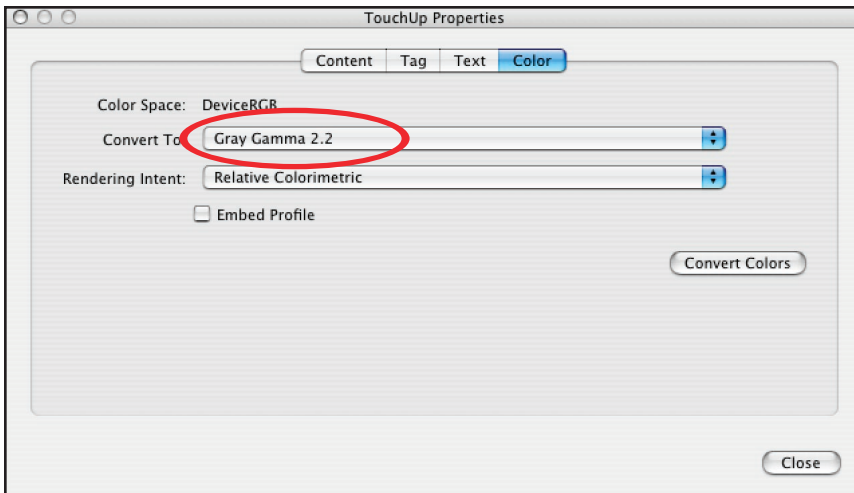 TouchUp Properties
Content Tag Text Color
Color Space: DeviceRGB
Convert To Gray Gamma 2.2
Rendering Intent: Relative Colorimetric
Embed Profile
Convert Colors
Close